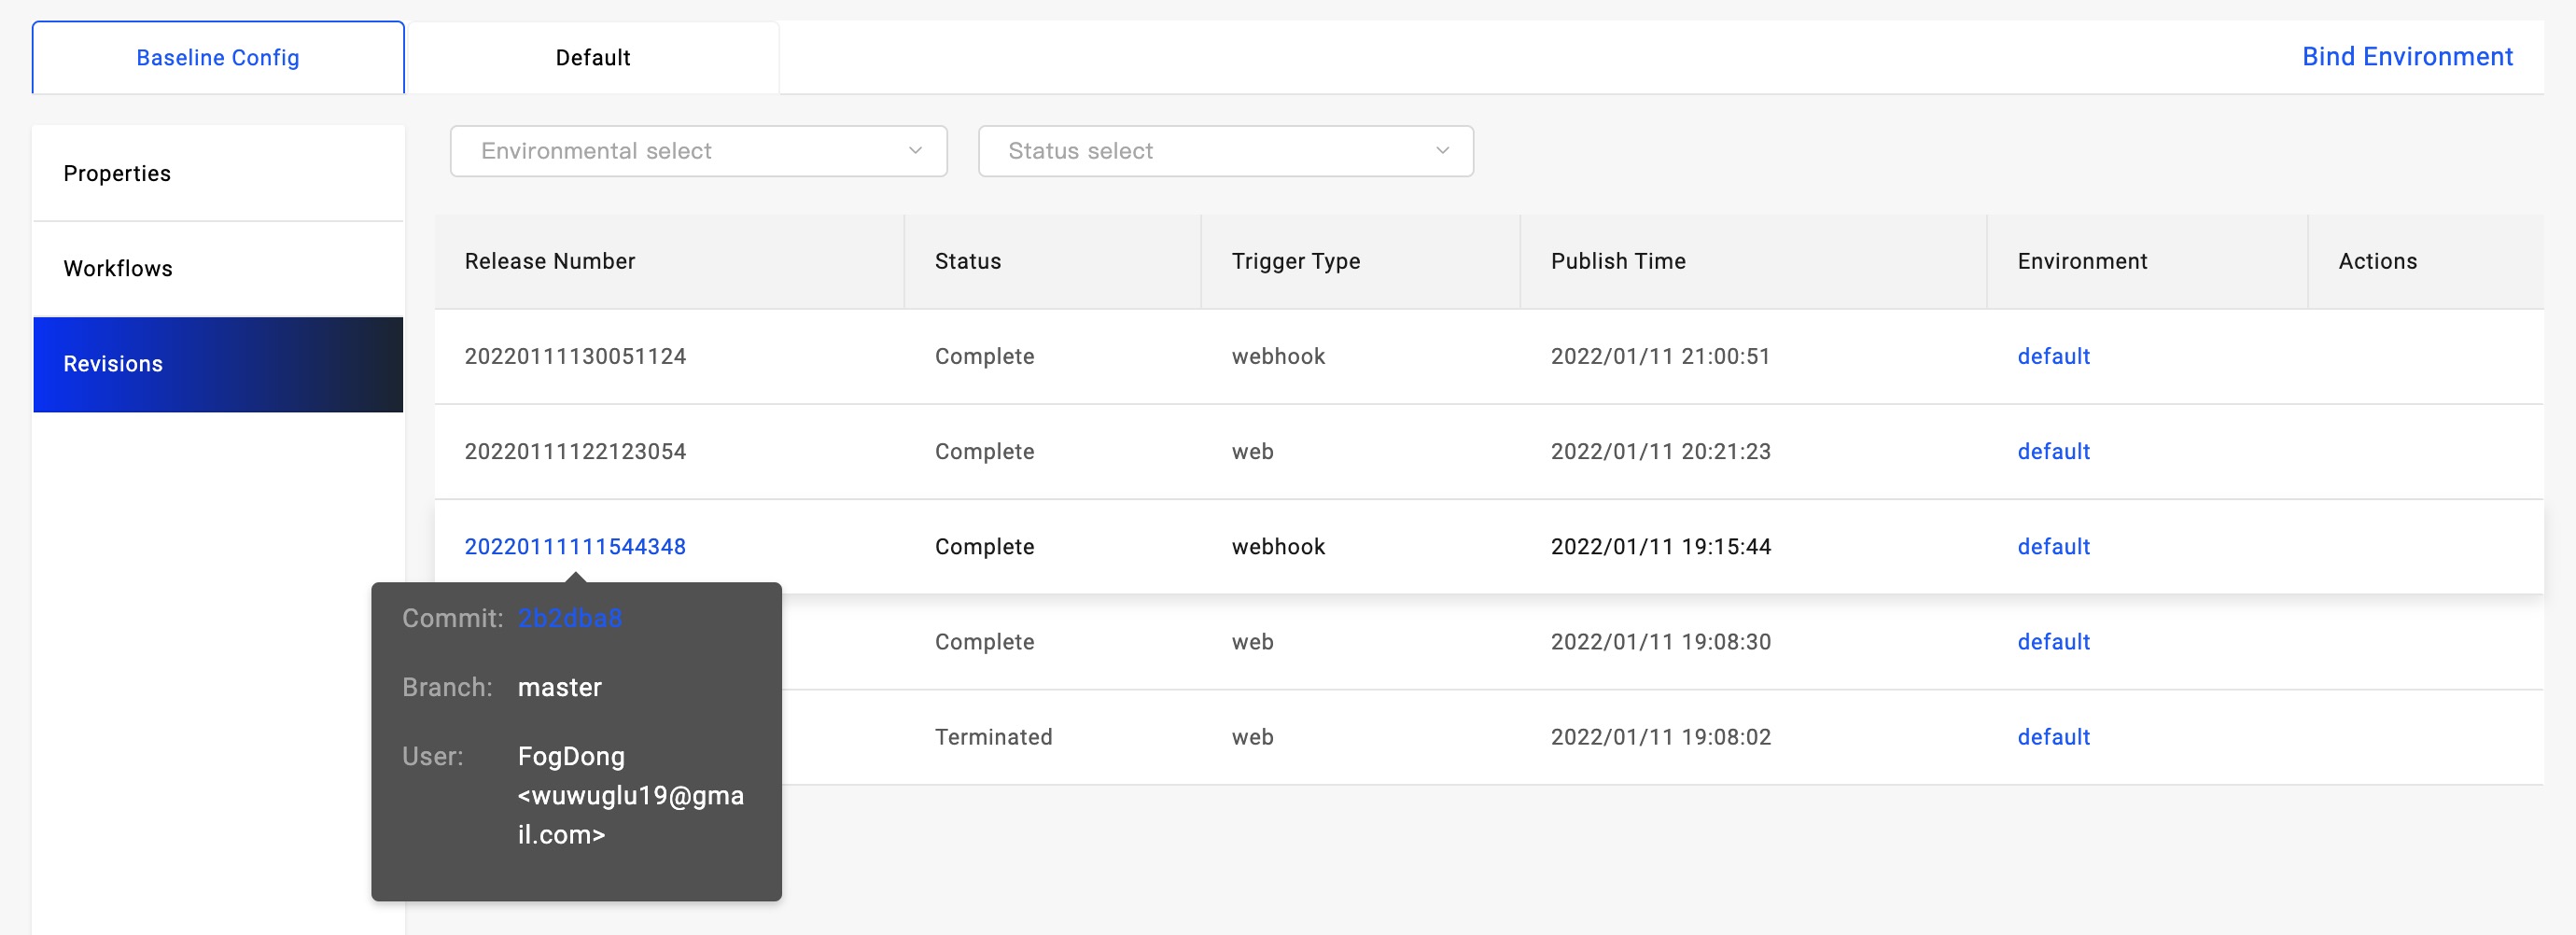 Baseline Config
Default
Bind Environment
Properties
Workflows
Revisions
Environmental select
Status select
Release Number Status Trigger Type Publish Time Environment Actions
20220111130051124 Complete webhook 2022/01/11 21:00:51 default
20220111122123054 Complete web 2022/01/11 20:21:23 default
20220111111544348 Complete webhook 2022/01/11 19:15:44 default
Complete web 2022/01/11 19:08:30 default
Terminated web 2022/01/11 19:08:02 default
Commit: 2b2dba8
Branch: master
User: FogDong
<wuwuglu19@gma
il.com>